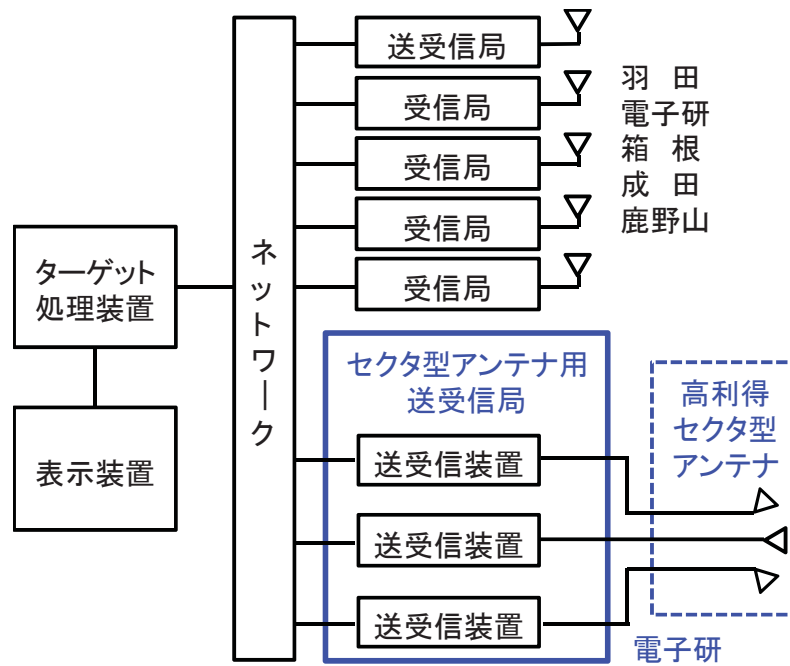 送受信局
受信局
受信局
受信局
受信局
羽 田
電子研
箱 根
成 田
鹿野山
ターゲット
処理装置
表示装置
ネットワーク
セクタ型アンテナ用
送受信局
送受信装置
送受信装置
送受信装置
高利得
セクタ型
アンテナ
電子研